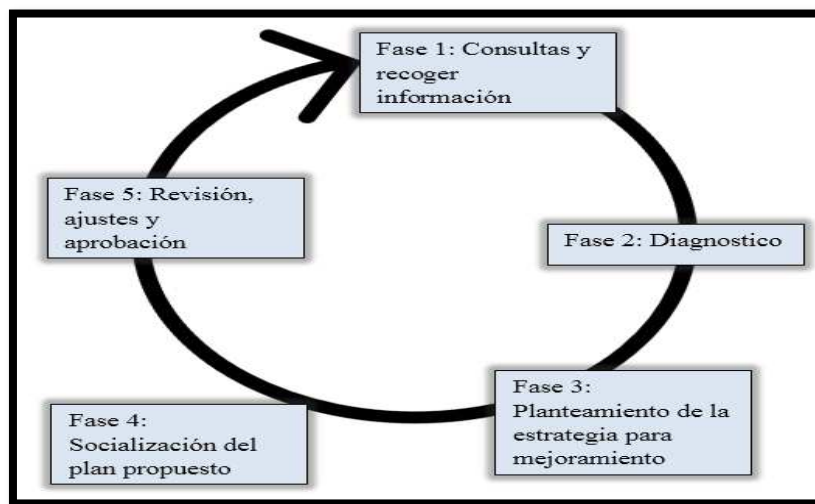 Fase 1: Consultas y
recoger
información
Fase 2: Diagnostico
Fase 3:
Planteamiento de la
estrategia para
mejoramiento
Fase 4:
Socialización del
plan propuesto
Fase 5: Revisión,
ajustes y
aprobación